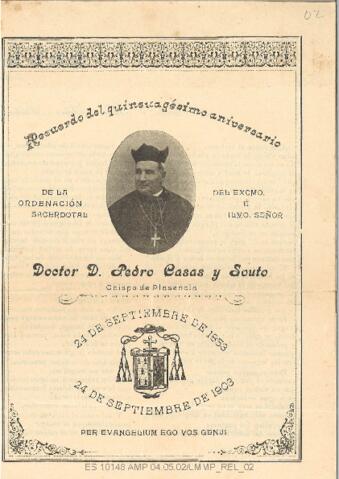 02
Recuerdo del quincuagésimo aniversario
DE LA
ORDENACIÓN
SACERDOTAL
DEL EXCMO.
É
ILMO. SEÑOR
Doctor D. Pedro Casas y Souto
Obispo de Plasencia
24 DE SEPTIEMBRE DE 1853
24 DE SEPTIEMBRE DE 1903
PER EVANGELIUM EGO VOS GENUI
ES 10148 AMP 04.05.02/LMVP_REL_02